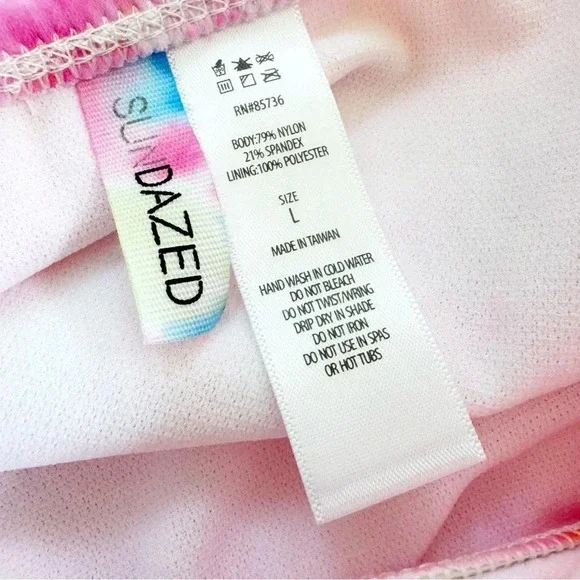 SUNDAZED
RN#85736
BODY:79% NYLON
21% SPANDEX
LINING:100% POLYESTER
SIZE
L
MADE IN TAIWAN
HAND WASH IN COLD WATER
DO NOT BLEACH
DO NOT TWIST/WRING
DRIP DRY IN SHADE
DO NOT IRON
DO NOT USE IN SPAS
OR HOT TUBS